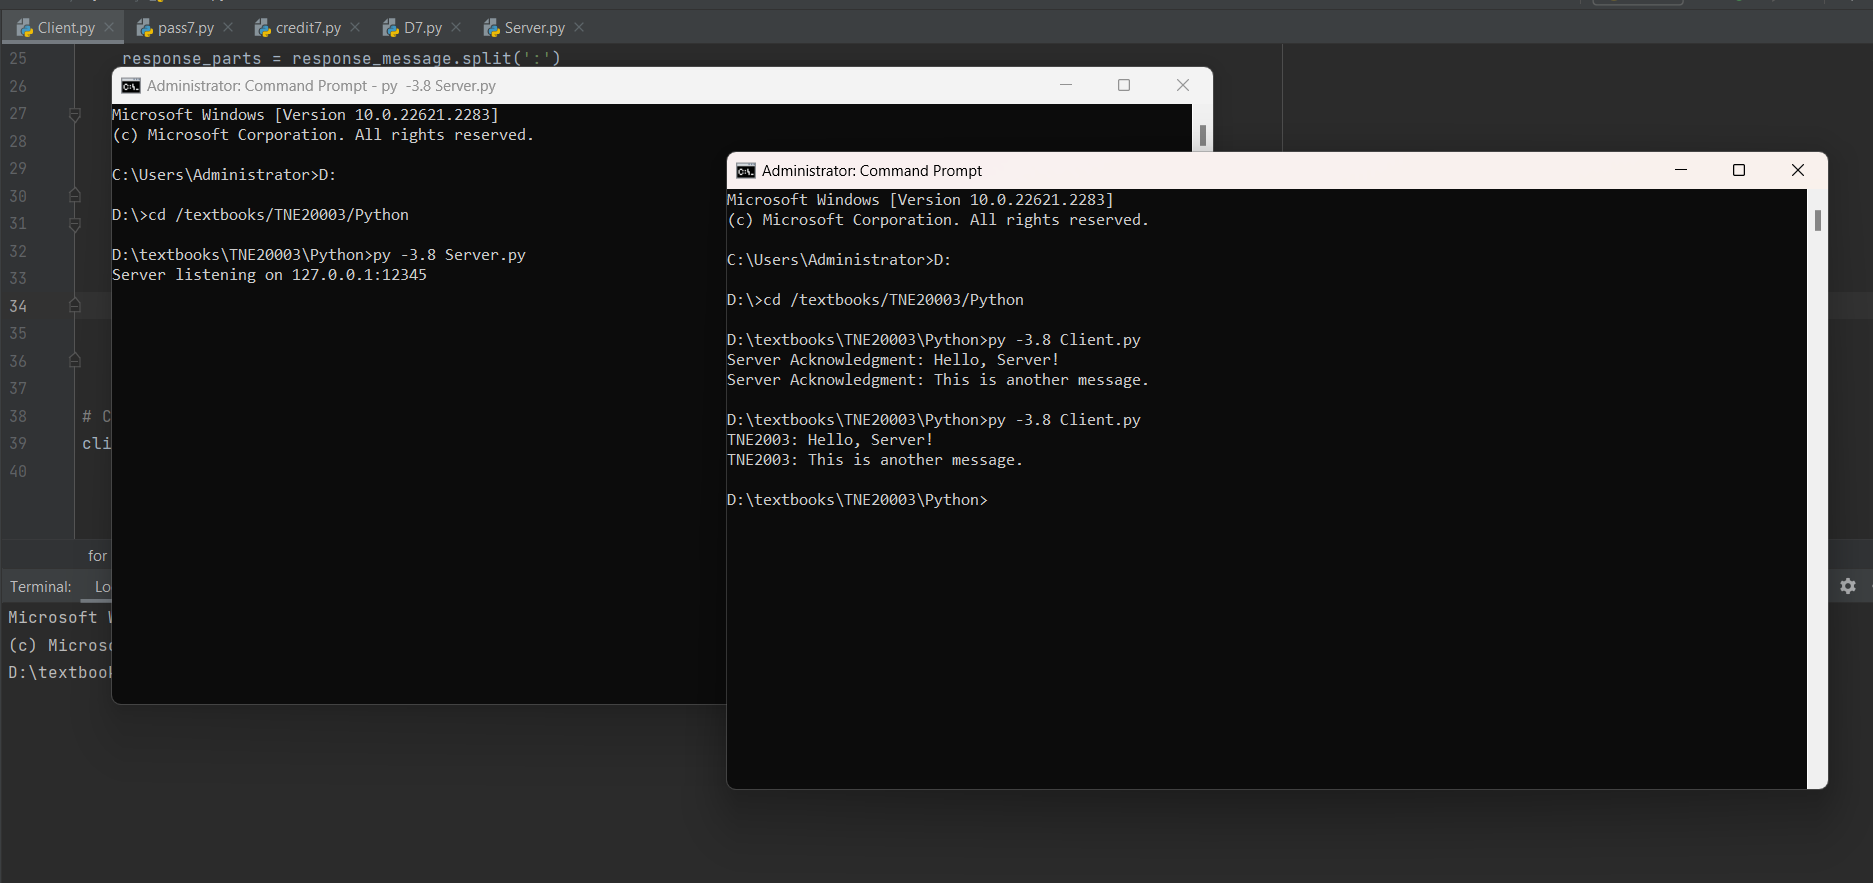 Client.py
pass7.py
credit7.py
D7.py
Server.py
25
response_parts = response_message.split(':')
26
27
28
29
30
31
32
33
34
35
36
37
38 # C
39 cli
40
for
Terminal: Lo
Microsoft
(c) Micros
D:\textboo
Administrator: Command Prompt - py -3.8 Server.py
Microsoft Windows [Version 10.0.22621.2283]
(c) Microsoft Corporation. All rights reserved.
C:\Users\Administrator>D:
D:\>cd /textbooks/TNE20003/Python
D:\textbooks\TNE20003\Python>py -3.8 Server.py
Server listening on 127.0.0.1:12345
Administrator: Command Prompt
Microsoft Windows [Version 10.0.22621.2283]
(c) Microsoft Corporation. All rights reserved.
C:\Users\Administrator>D:
D:\>cd /textbooks/TNE20003/Python
D:\textbooks\TNE20003\Python>py -3.8 Client.py
Server Acknowledgment: Hello, Server!
Server Acknowledgment: This is another message.
D:\textbooks\TNE20003\Python>py -3.8 Client.py
TNE2003: Hello, Server!
TNE2003: This is another message.
D:\textbooks\TNE20003\Python>